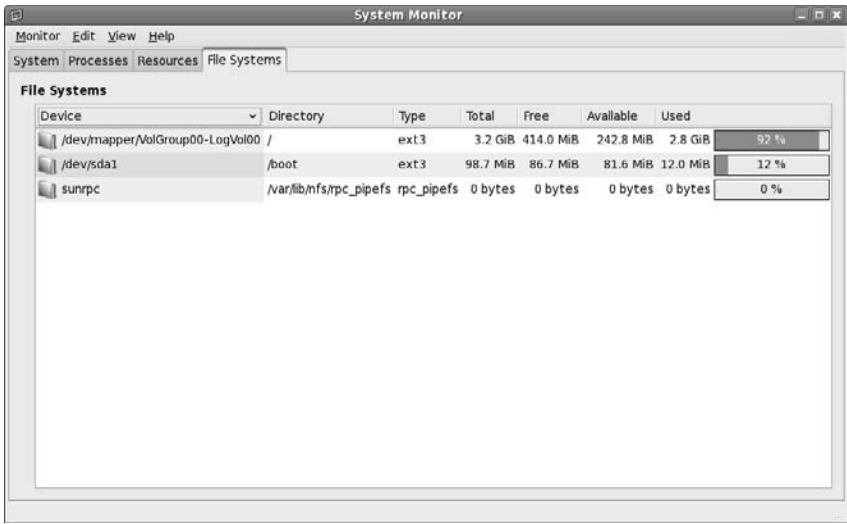 System Monitor
Monitor Edit View Help
System Processes Resources File Systems
File Systems
Device Directory Type Total Free Available Used
/dev/mapper/VolGroup00-LogVol00 / ext3 3.2 GiB 414.0 MiB 242.8 MiB 2.8 GiB 92 %
/dev/sda1 /boot ext3 98.7 MiB 86.7 MiB 81.6 MiB 12.0 MiB 12 %
sunrpc /var/lib/nfs/rpc_pipefs rpc_pipefs 0 bytes 0 bytes 0 bytes 0 bytes 0 %